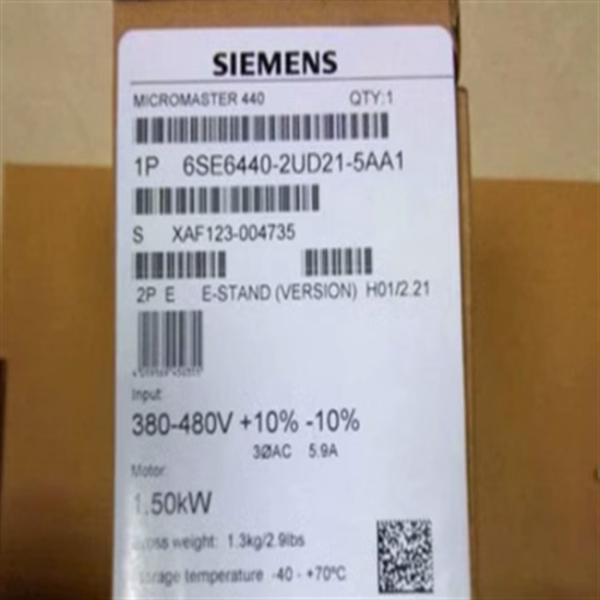 SIEMENS
MICROMASTER 440 QTY:1
1P 6SE6440-2UD21-5AA1
S XAF123-004735
2P E E-STAND (VERSION) H01/2.21
Input:
380-480V +10% -10%
3ØAC 5.9A
Motor:
1.50kW
weight: 1.3kg/2.9lbs
temperature -40 - +70°C